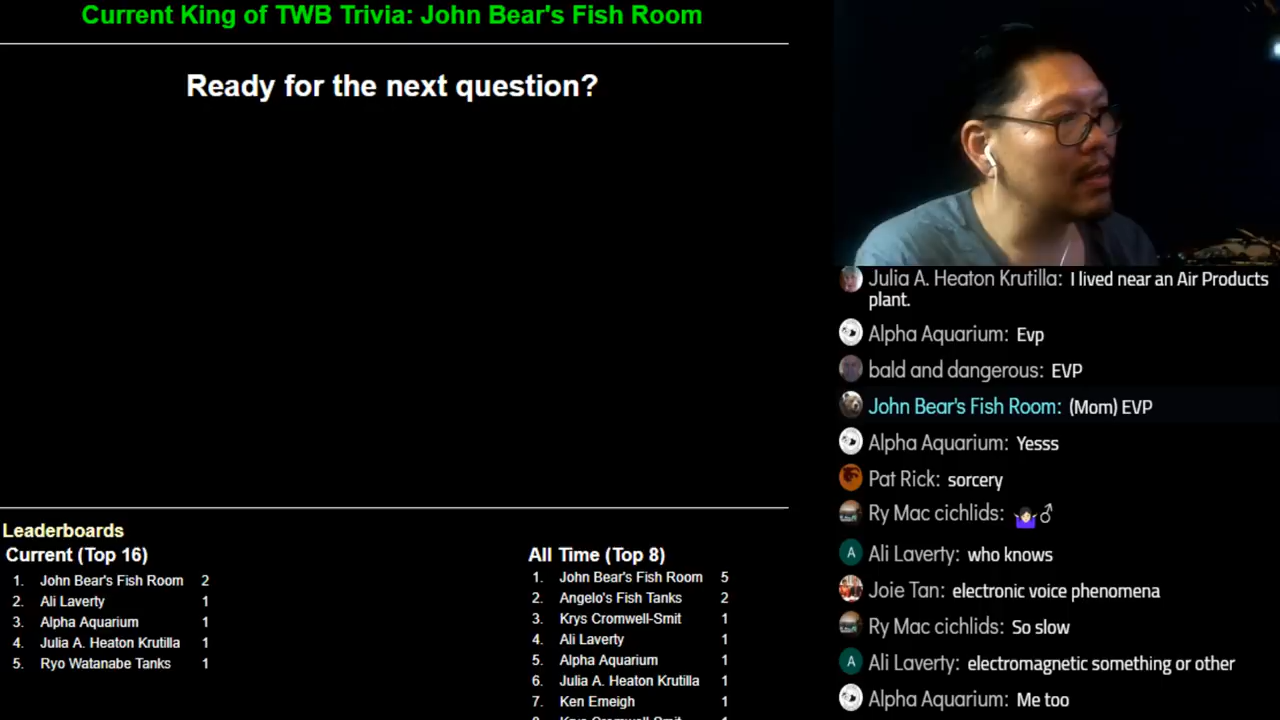 Current King of TWB Trivia: John Bear's Fish Room
Ready for the next question?
Julia A. Heaton Krutilla: I lived near an Air Products
plant.
Alpha Aquarium: Evp
bald and dangerous: EVP
John Bear's Fish Room: (Mom) EVP
Alpha Aquarium: Yesss
Pat Rick: sorcery
Ry Mac cichlids: 🤷🏻♂
A Ali Laverty: who knows
Joie Tan: electronic voice phenomena
Ry Mac cichlids: So slow
A Ali Laverty: electromagnetic something or other
Alpha Aquarium: Me too
Leaderboards
Current (Top 16)
1. John Bear's Fish Room 2
2. Ali Laverty 1
3. Alpha Aquarium 1
4. Julia A. Heaton Krutilla 1
5. Ryo Watanabe Tanks 1
All Time (Top 8)
1. John Bear's Fish Room 5
2. Angelo's Fish Tanks 2
3. Krys Cromwell-Smit 1
4. Ali Laverty 1
5. Alpha Aquarium 1
6. Julia A. Heaton Krutilla 1
7. Ken Emeigh 1